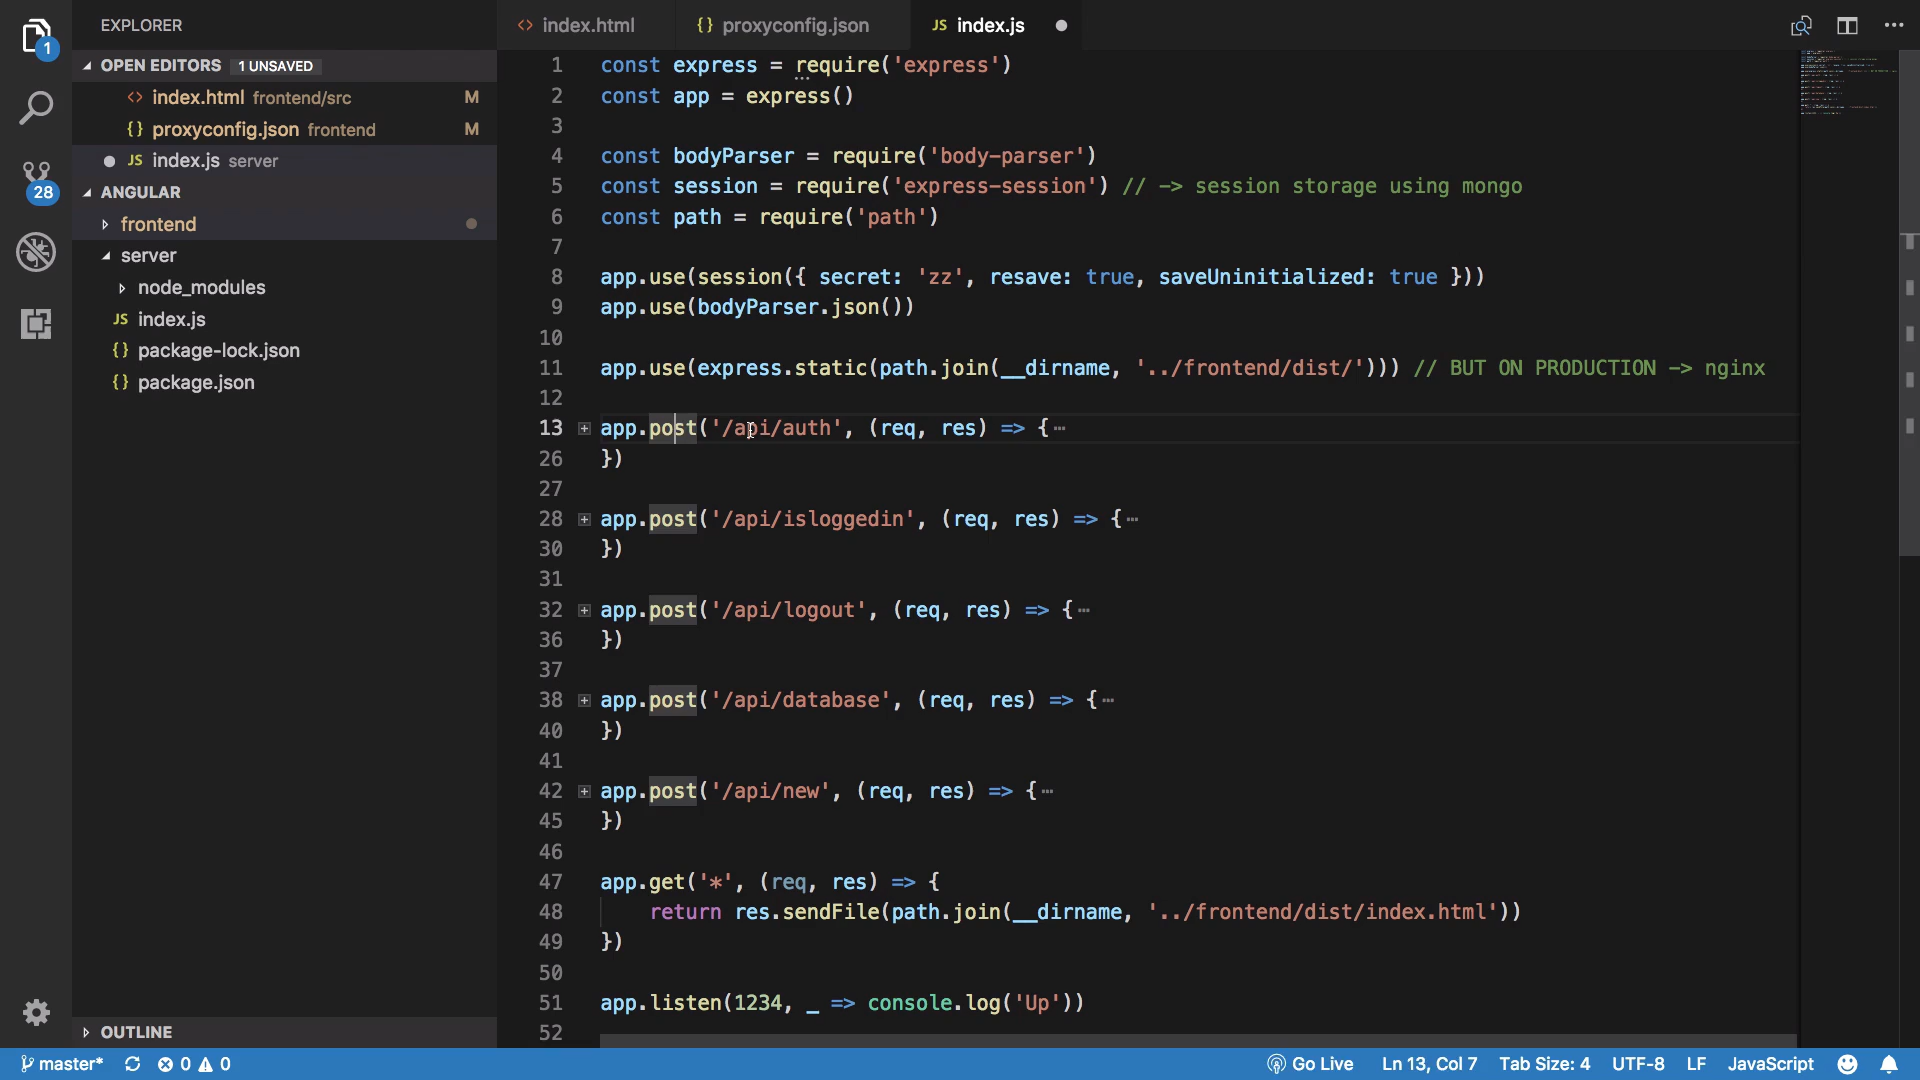 EXPLORER
1
OPEN EDITORS 1 UNSAVED
<> index.html frontend/src M
{} proxyconfig.json frontend M
JS index.js server
28
ANGULAR
frontend
server
node_modules
JS index.js
{} package-lock.json
{} package.json
OUTLINE
<> index.html
{} proxyconfig.json
JS index.js
1 const express = require('express')
2 const app = express()
3
4 const bodyParser = require('body-parser')
5 const session = require('express-session') // -> session storage using mongo
6 const path = require('path')
7
8 app.use(session({ secret: 'zz', resave: true, saveUninitialized: true }))
9 app.use(bodyParser.json())
10
11 app.use(express.static(path.join(__dirname, '../frontend/dist/'))) // BUT ON PRODUCTION -> nginx
12
13 app.post('/api/auth', (req, res) => {
26 })
27
28 app.post('/api/isloggedin', (req, res) => {
30 })
31
32 app.post('/api/logout', (req, res) => {
36 })
37
38 app.post('/api/database', (req, res) => {
40 })
41
42 app.post('/api/new', (req, res) => {
45 })
46
47 app.get('*', (req, res) => {
48 return res.sendFile(path.join(__dirname, '../frontend/dist/index.html'))
49 })
50
51 app.listen(1234, _ => console.log('Up'))
52
master* 0 0
Go Live Ln 13, Col 7 Tab Size: 4 UTF-8 LF JavaScript